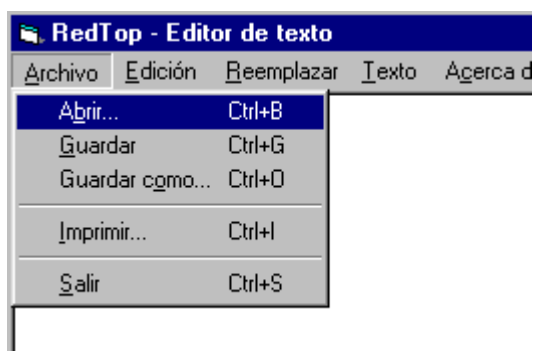 RedTop - Editor de texto
Archivo Edición Reemplazar Texto Acerca d
Abrir... Ctrl+B
Guardar Ctrl+G
Guardar como... Ctrl+O
Imprimir... Ctrl+I
Salir Ctrl+S